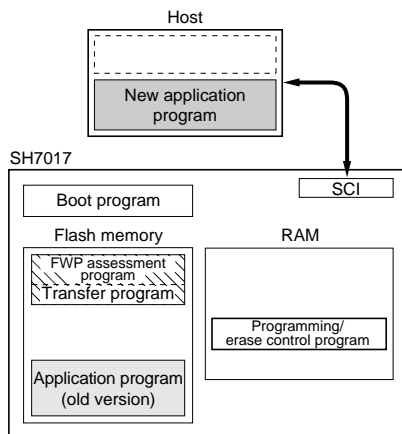 Host
New application
program
SH7017
SCI
Boot program
Flash memory
RAM
FWP assessment
program
Transfer program
Programming/
erase control program
Application program
(old version)